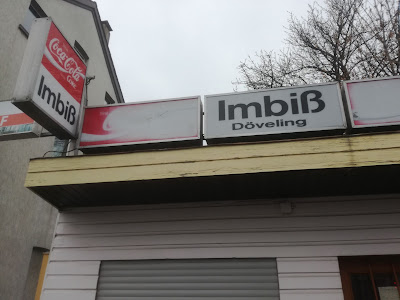 Coca-Cola
Imbiß
Imbiß
Döveling
F